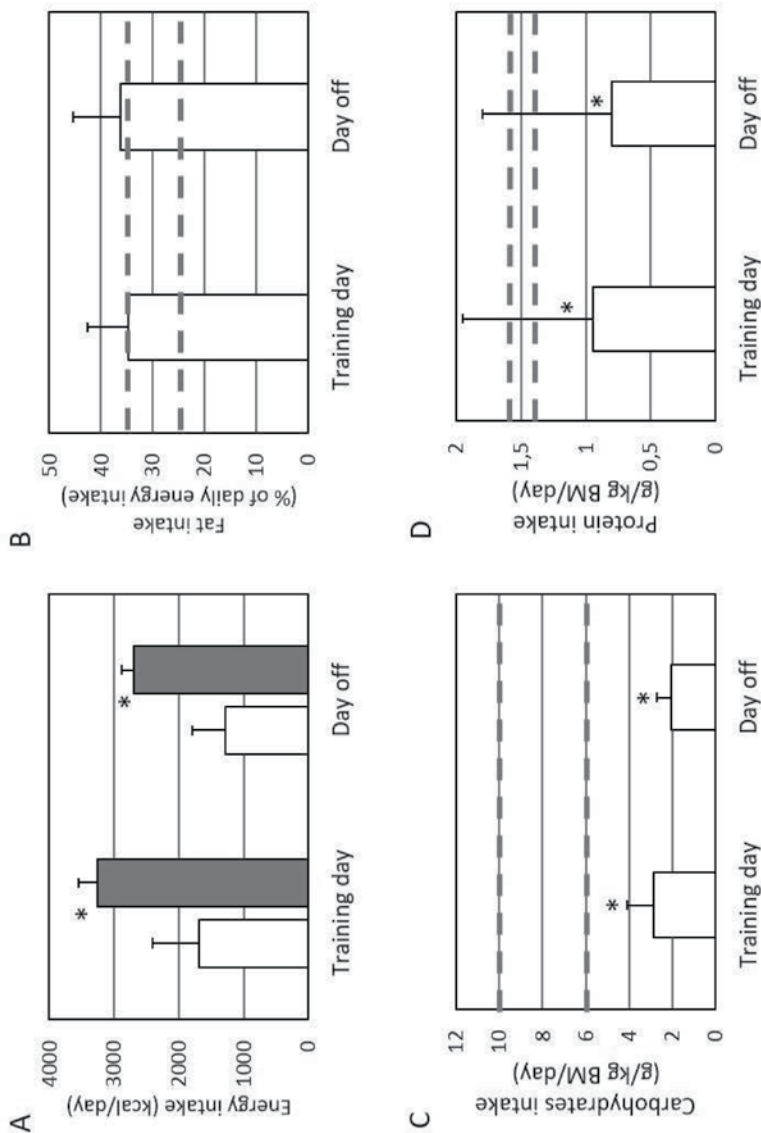 A
Energy intake (kcal/day)
4000
3000
2000
1000
0
*
*
Training day
Day off
B
Fat intake
(% of daily energy intake)
50
40
30
20
10
0
Training day
Day off
C
Carbohydrates intake
(g/kg BM/day)
12
10
8
6
4
2
0
*
*
Training day
Day off
D
Protein intake
(g/kg BM/day)
2
1,5
1
0,5
0
*
*
Training day
Day off